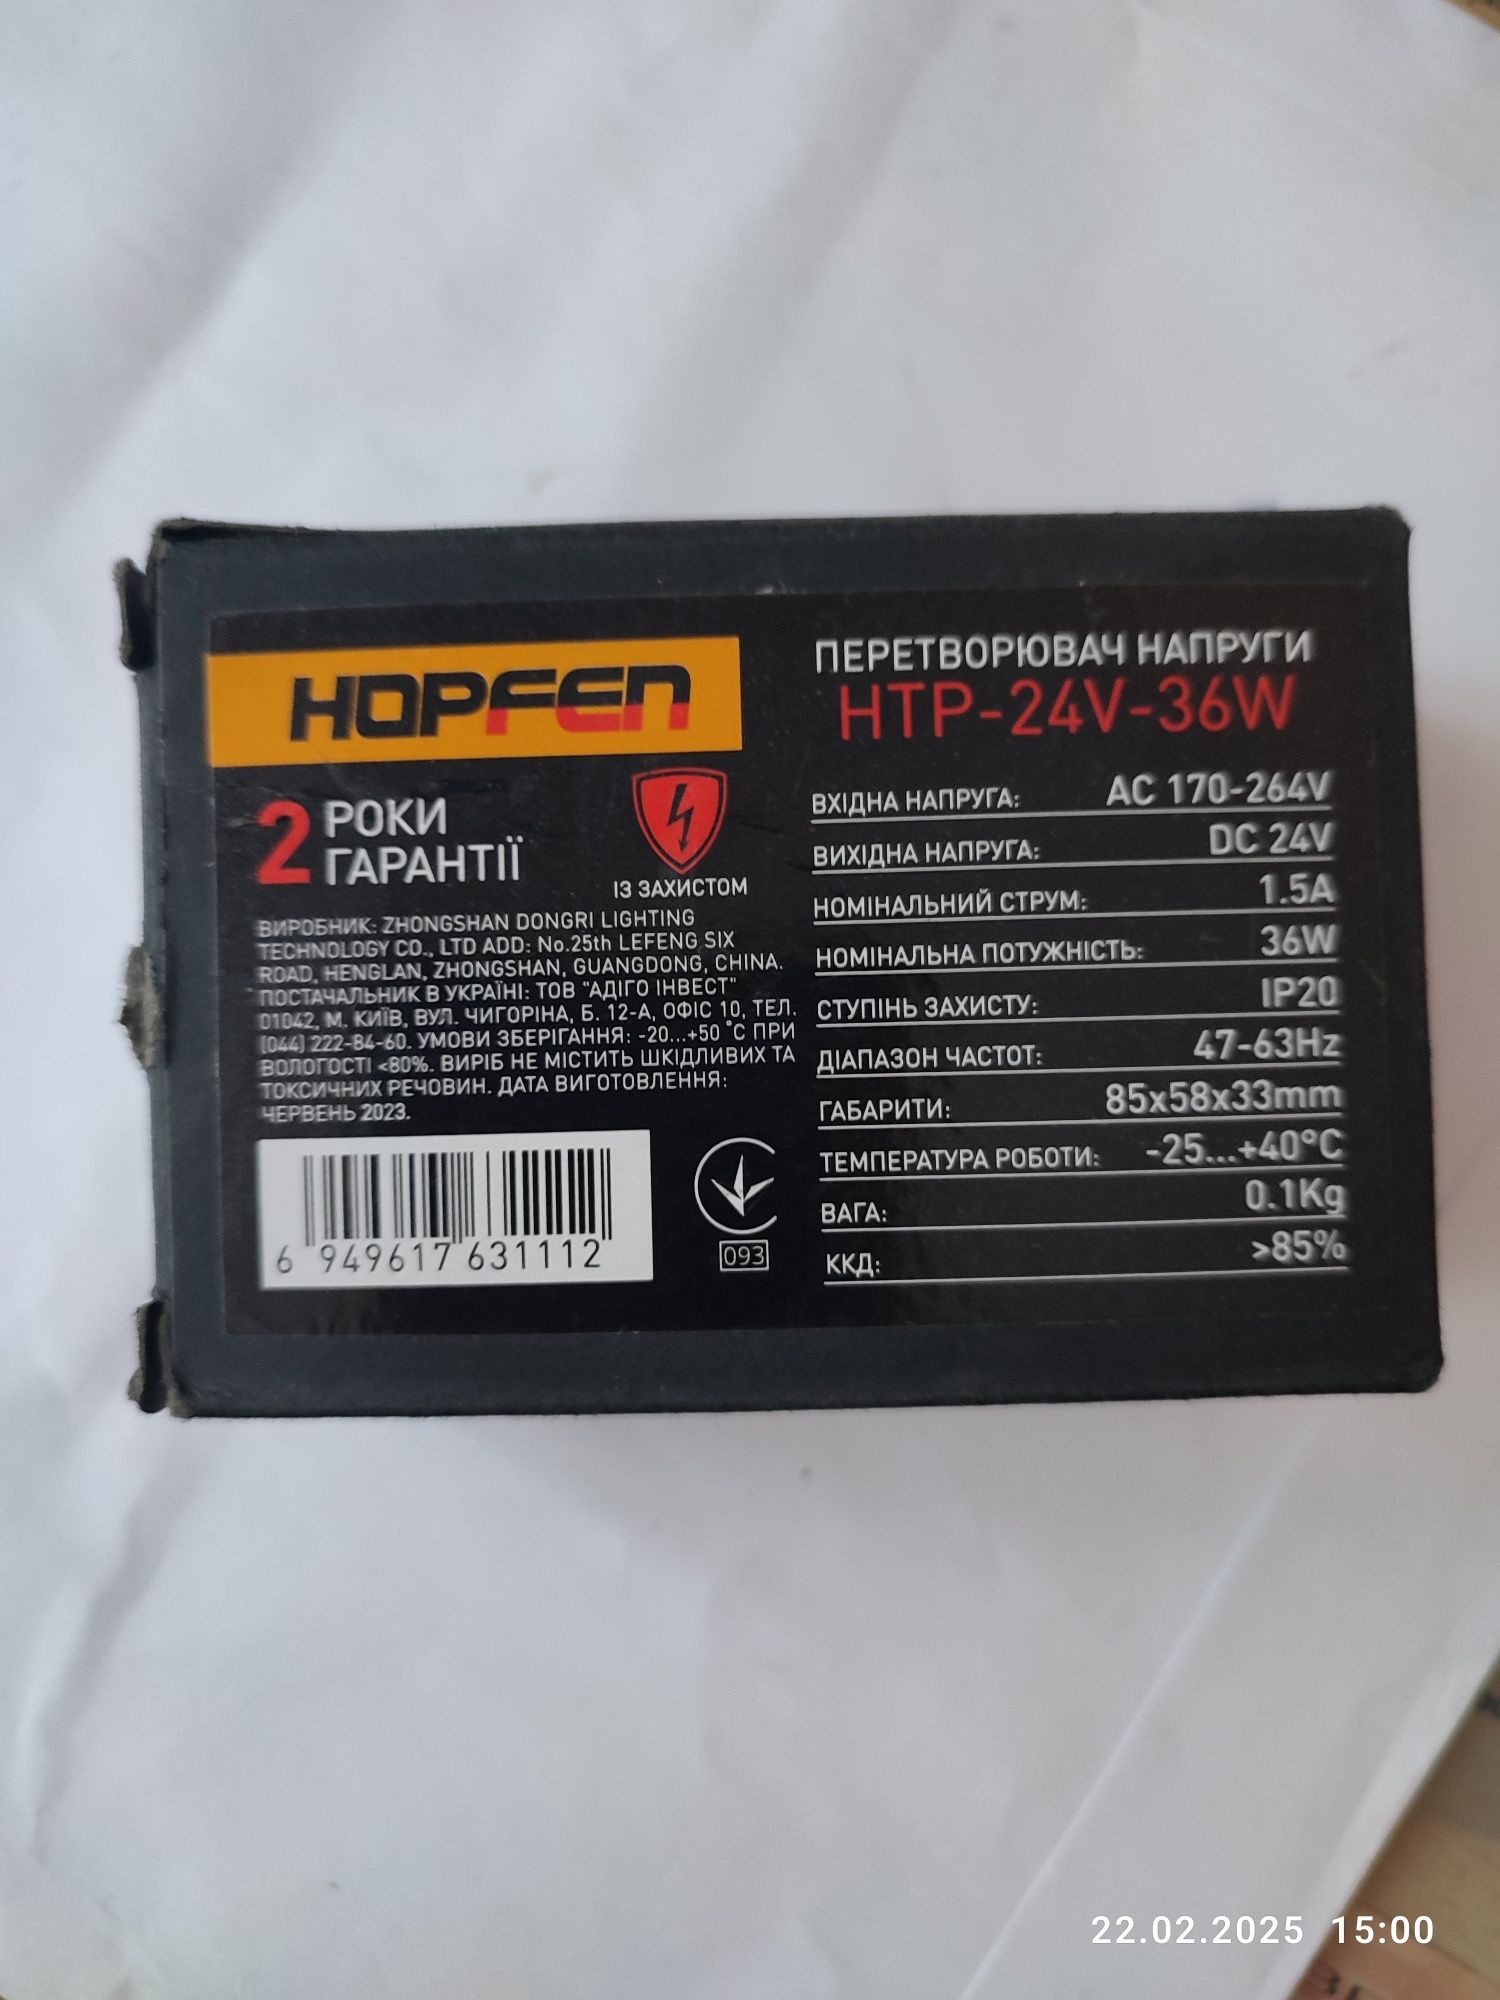 HOPFEN
2 РОКИ
ГАРАНТІЇ
ІЗ ЗАХИСТОМ
ВИРОБНИК: ZHONGSHAN DONGRI LIGHTING
TECHNOLOGY CO., LTD ADD: No.25th LEFENG SIX
ROAD, HENGLAN, ZHONGSHAN, GUANGDONG, CHINA.
ПОСТАЧАЛЬНИК В УКРАЇНІ: ТОВ "АДІГО ІНВЕСТ"
01042, М. КИЇВ, ВУЛ. ЧИГОРІНА, Б. 12-А, ОФІС 10, ТЕЛ.
(044) 222-84-60. УМОВИ ЗБЕРІГАННЯ: -20...+50 °C ПРИ
ВОЛОГОСТІ <80%. ВИРІБ НЕ МІСТИТЬ ШКІДЛИВИХ ТА
ТОКСИЧНИХ РЕЧОВИН. ДАТА ВИГОТОВЛЕННЯ:
ЧЕРВЕНЬ 2023.
6 949617 631112
093
ПЕРЕТВОРЮВАЧ НАПРУГИ
HTP-24V-36W
ВХІДНА НАПРУГА: AC 170-264V
ВИХІДНА НАПРУГА: DC 24V
НОМІНАЛЬНИЙ СТРУМ: 1.5A
НОМІНАЛЬНА ПОТУЖНІСТЬ: 36W
СТУПІНЬ ЗАХИСТУ: IP20
ДІАПАЗОН ЧАСТОТ: 47-63Hz
ГАБАРИТИ: 85x58x33mm
ТЕМПЕРАТУРА РОБОТИ: -25...+40°C
ВАГА: 0.1Kg
ККД: >85%
22.02.2025 15:00